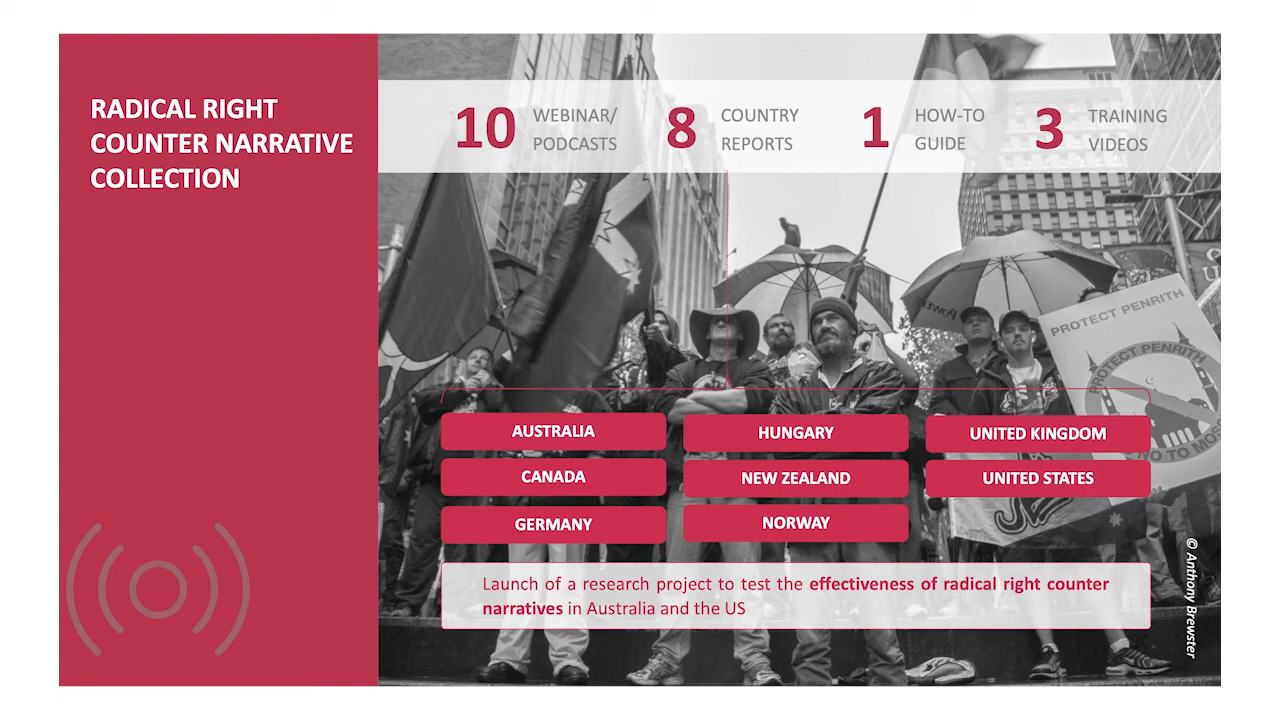 RADICAL RIGHT
COUNTER NARRATIVE
COLLECTION
10 WEBINAR/
PODCASTS
8 COUNTRY
REPORTS
1 HOW-TO
GUIDE
3 TRAINING
VIDEOS
PROTECT PENRITH
PROTECT PENRITH
AUSTRALIA
HUNGARY
UNITED KINGDOM
CANADA
NEW ZEALAND
UNITED STATES
GERMANY
NORWAY
Launch of a research project to test the effectiveness of radical right counter
narratives in Australia and the US
© Anthony Brewster